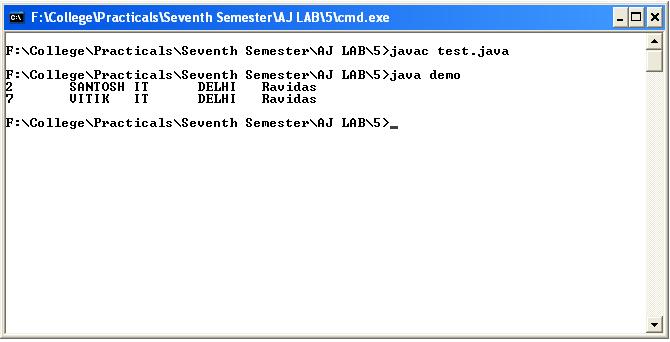 F:\College\Practicals\Seventh Semester\AJ LAB\5\cmd.exe
F:\College\Practicals\Seventh Semester\AJ LAB\5>javac test.java
F:\College\Practicals\Seventh Semester\AJ LAB\5>java demo
2 SANTOSH IT DELHI Ravidas
7 VITIK IT DELHI Ravidas
F:\College\Practicals\Seventh Semester\AJ LAB\5>_